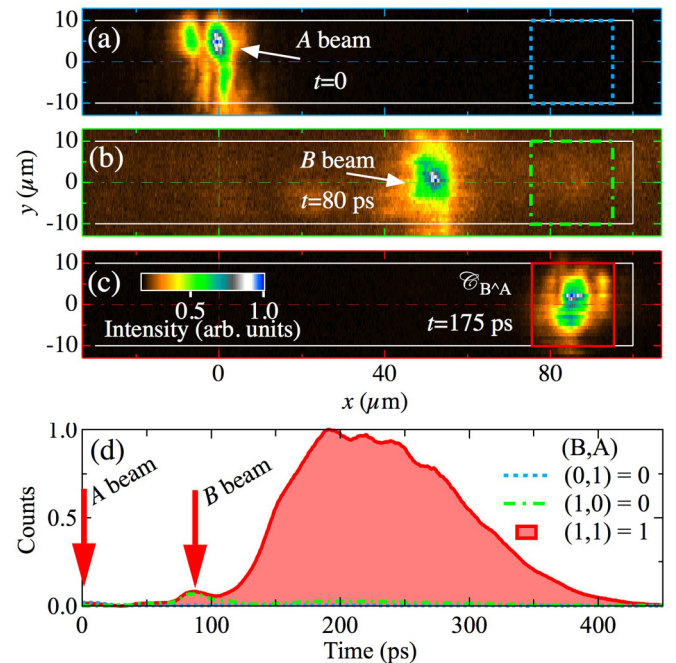 10
(a)
A beam
0
t=0
-10
10
(b)
B beam
y (μm)
0
t=80 ps
-10
10
(c)
𝒞B^A
0
0.5 1.0
t=175 ps
Intensity (arb. units)
-10
0 40 80
x (μm)
1.0
(d)
(B,A)
A beam
B beam
(0,1) = 0
(1,0) = 0
(1,1) = 1
Counts
0.5
0.0
0 100 200 300 400
Time (ps)